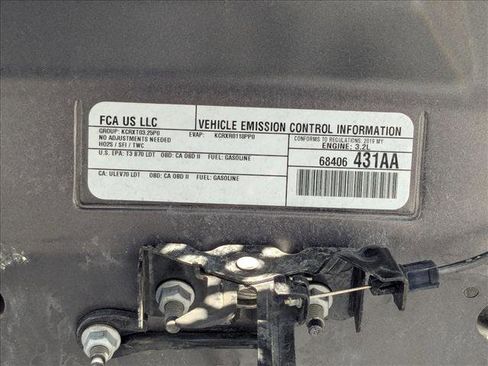 FCA US LLC
VEHICLE EMISSION CONTROL INFORMATION
GROUP: KCRXT03.25P0 EVAP: KCRXR0118PP0
NO ADJUSTMENTS NEEDED
HO2S / SFI / TWC
CONFORMS TO REGULATIONS: 2019 MY
ENGINE: 3.2L
68406 431AA
U.S. EPA: T3 B70 LDT OBD: CA OBD II FUEL: GASOLINE
CA: ULEV70 LDT OBD: CA OBD II FUEL: GASOLINE